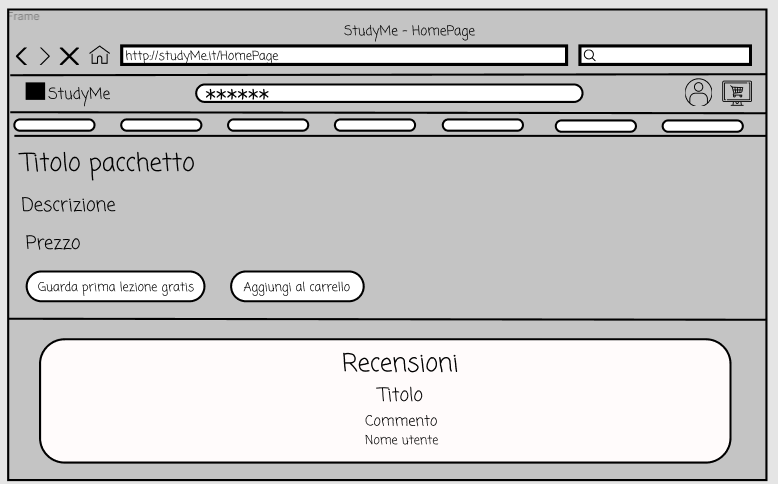 Frame
StudyMe - HomePage
http://studyMe.it/HomePage
StudyMe
******
Titolo pacchetto
Descrizione
Prezzo
Guarda prima lezione gratis
Aggiungi al carrello
Recensioni
Titolo
Commento
Nome utente